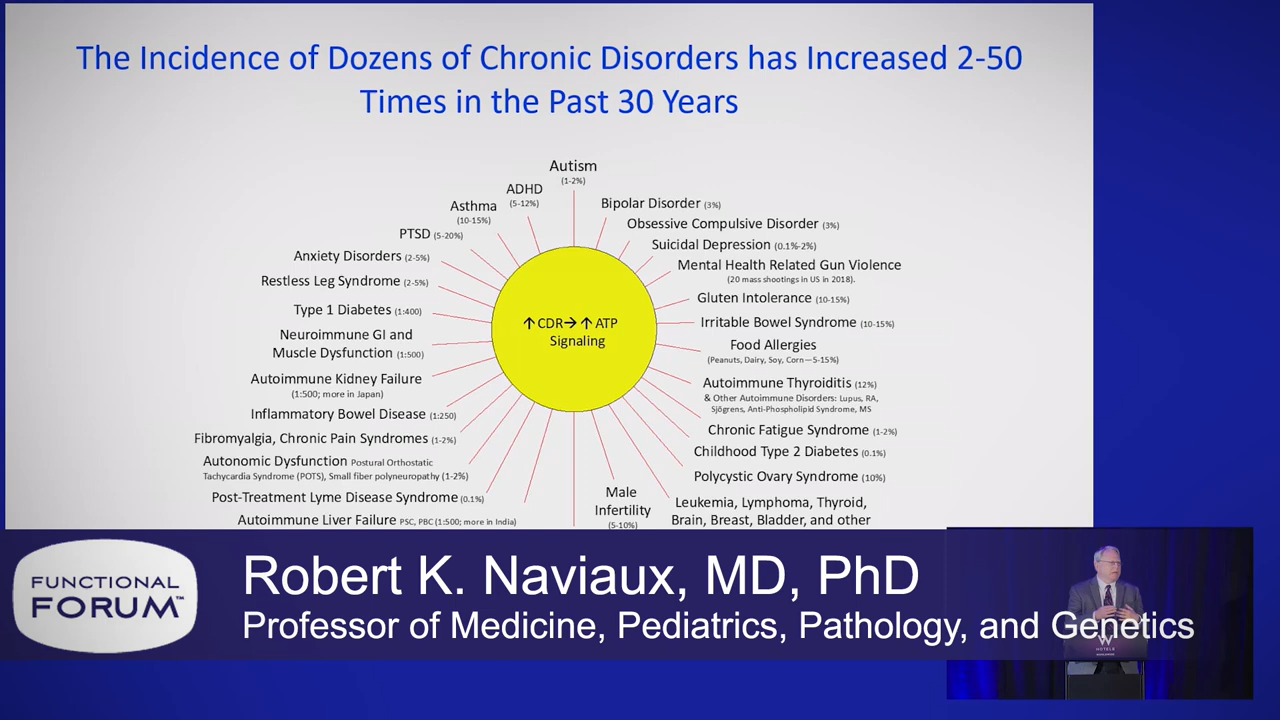 The Incidence of Dozens of Chronic Disorders has Increased 2-50
Times in the Past 30 Years
Autism
(1-2%)
ADHD
(5-12%)
Asthma
(10-15%)
PTSD (5-20%)
Anxiety Disorders (2-5%)
Restless Leg Syndrome (2-5%)
Type 1 Diabetes (1:400)
Neuroimmune GI and
Muscle Dysfunction (1:500)
Autoimmune Kidney Failure
(1:500; more in Japan)
Inflammatory Bowel Disease (1:250)
Fibromyalgia, Chronic Pain Syndromes (1-2%)
Autonomic Dysfunction Postural Orthostatic
Tachycardia Syndrome (POTS), Small fiber polyneuropathy (1-2%)
Post-Treatment Lyme Disease Syndrome (0.1%)
Autoimmune Liver Failure PSC, PBC (1:500; more in India)
↑ CDR→ ↑ ATP
Signaling
Bipolar Disorder (3%)
Obsessive Compulsive Disorder (3%)
Suicidal Depression (0.1%-2%)
Mental Health Related Gun Violence
(20 mass shootings in US in 2018).
Gluten Intolerance (10-15%)
Irritable Bowel Syndrome (10-15%)
Food Allergies
(Peanuts, Dairy, Soy, Corn—5-15%)
Autoimmune Thyroiditis (12%)
& Other Autoimmune Disorders: Lupus, RA,
Sjögrens, Anti-Phospholipid Syndrome, MS
Chronic Fatigue Syndrome (1-2%)
Childhood Type 2 Diabetes (0.1%)
Polycystic Ovary Syndrome (10%)
Leukemia, Lymphoma, Thyroid,
Brain, Breast, Bladder, and other
Male
Infertility
(5-10%)
FUNCTIONAL
FORUM™
Robert K. Naviaux, MD, PhD
Professor of Medicine, Pediatrics, Pathology, and Genetics
W
HOTELS